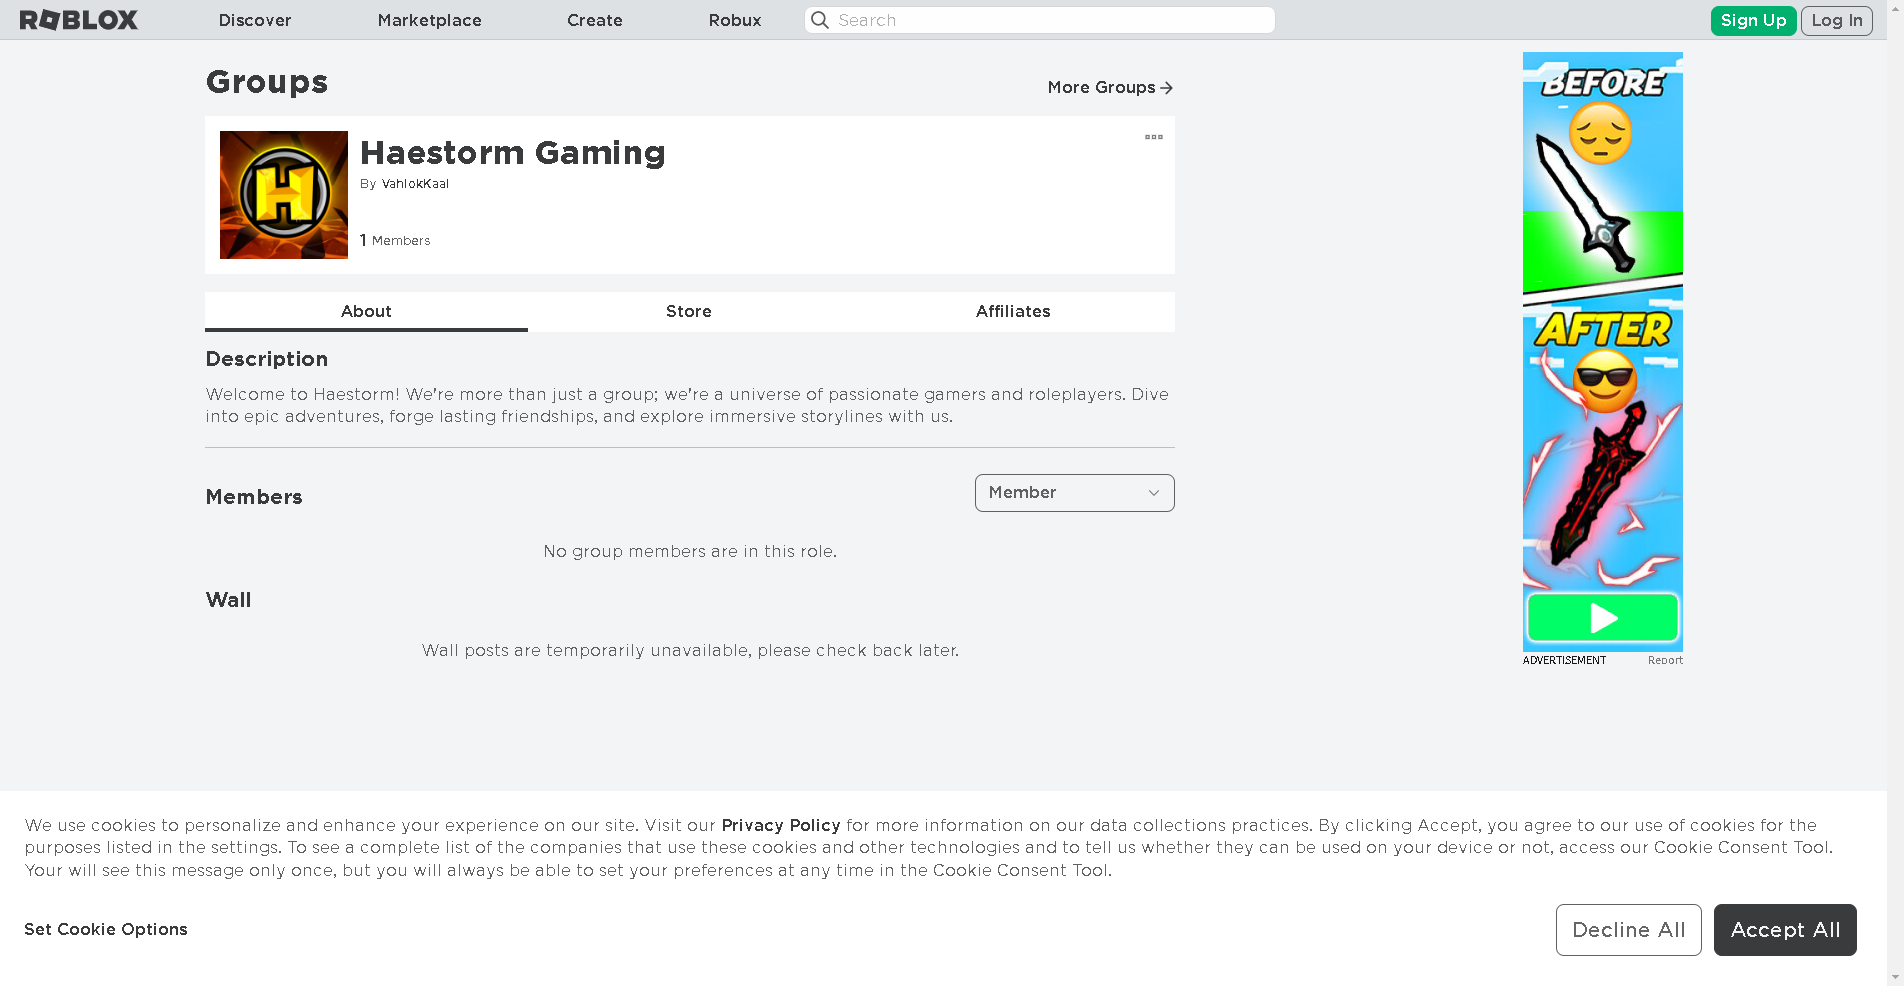 ROBLOX
Discover
Marketplace
Create
Robux
Search
Sign Up
Log In
Groups
More Groups
H
Haestorm Gaming
By VahlokKaal
1 Members
About
Store
Affiliates
Description
Welcome to Haestorm! We're more than just a group; we're a universe of passionate gamers and roleplayers. Dive
into epic adventures, forge lasting friendships, and explore immersive storylines with us.
Members
Member
No group members are in this role.
Wall
Wall posts are temporarily unavailable, please check back later.
BEFORE
AFTER
ADVERTISEMENT
Report
We use cookies to personalize and enhance your experience on our site. Visit our Privacy Policy for more information on our data collections practices. By clicking Accept, you agree to our use of cookies for the
purposes listed in the settings. To see a complete list of the companies that use these cookies and other technologies and to tell us whether they can be used on your device or not, access our Cookie Consent Tool.
Your will see this message only once, but you will always be able to set your preferences at any time in the Cookie Consent Tool.
Set Cookie Options
Decline All
Accept All